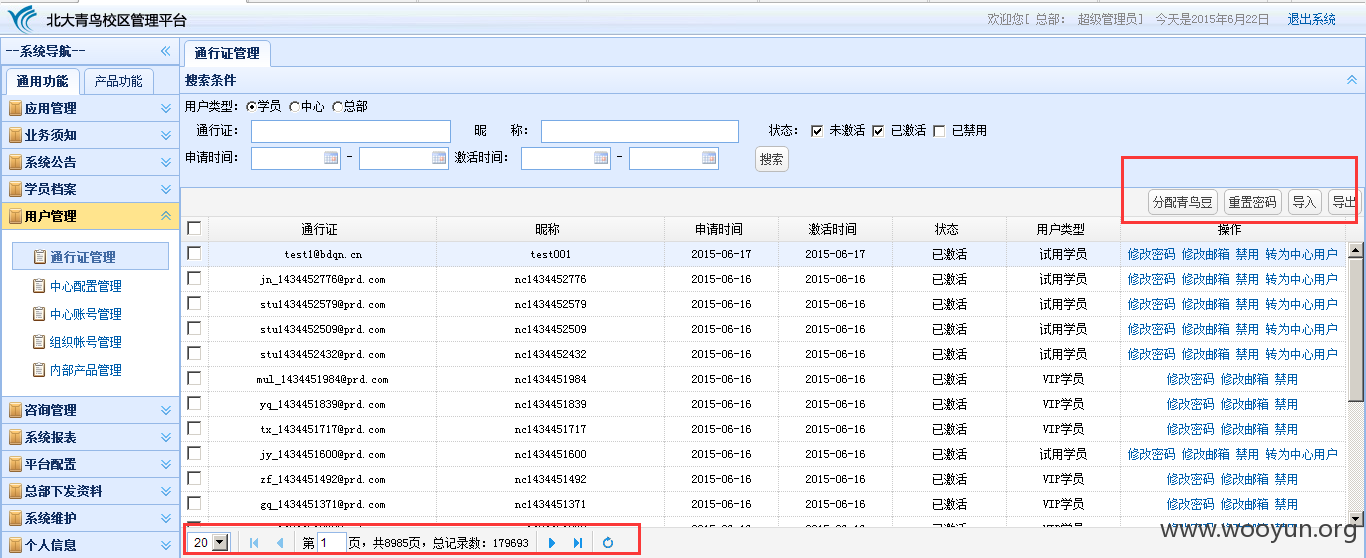 北大青鸟校区管理平台
欢迎您[ 总部: 超级管理员] 今天是2015年6月22日 退出系统
--系统导航--
通用功能 产品功能
应用管理
业务须知
系统公告
学员档案
用户管理
通行证管理
中心配置管理
中心账号管理
组织帐号管理
内部产品管理
咨询管理
系统报表
平台配置
总部下发资料
系统维护
个人信息
通行证管理
搜索条件
用户类型: 学员 中心 总部
通行证: 昵 称: 状态: 未激活 已激活 已禁用
申请时间: - 激活时间: - 搜索
分配青鸟豆 重置密码 导入 导出
通行证 昵称 申请时间 激活时间 状态 用户类型 操作
test1@bdqn.cn test001 2015-06-17 2015-06-17 已激活 试用学员 修改密码 修改邮箱 禁用 转为中心用户
jn_1434452776@prd.com nc1434452776 2015-06-16 2015-06-16 已激活 试用学员 修改密码 修改邮箱 禁用 转为中心用户
stu1434452579@prd.com nc1434452579 2015-06-16 2015-06-16 已激活 试用学员 修改密码 修改邮箱 禁用 转为中心用户
stu1434452509@prd.com nc1434452509 2015-06-16 2015-06-16 已激活 试用学员 修改密码 修改邮箱 禁用 转为中心用户
stu1434452432@prd.com nc1434452432 2015-06-16 2015-06-16 已激活 试用学员 修改密码 修改邮箱 禁用 转为中心用户
mul_1434451984@prd.com nc1434451984 2015-06-16 2015-06-16 已激活 VIP学员 修改密码 修改邮箱 禁用
yq_1434451839@prd.com nc1434451839 2015-06-16 2015-06-16 已激活 VIP学员 修改密码 修改邮箱 禁用
tx_1434451717@prd.com nc1434451717 2015-06-16 2015-06-16 已激活 VIP学员 修改密码 修改邮箱 禁用
jy_1434451600@prd.com nc1434451600 2015-06-16 2015-06-16 已激活 试用学员 修改密码 修改邮箱 禁用 转为中心用户
zf_1434451492@prd.com nc1434451492 2015-06-16 2015-06-16 已激活 VIP学员 修改密码 修改邮箱 禁用
gq_1434451371@prd.com nc1434451371 2015-06-16 2015-06-16 已激活 VIP学员 修改密码 修改邮箱 禁用
20 第 1 页,共8985页,总记录数: 179693
www.wooyun.org